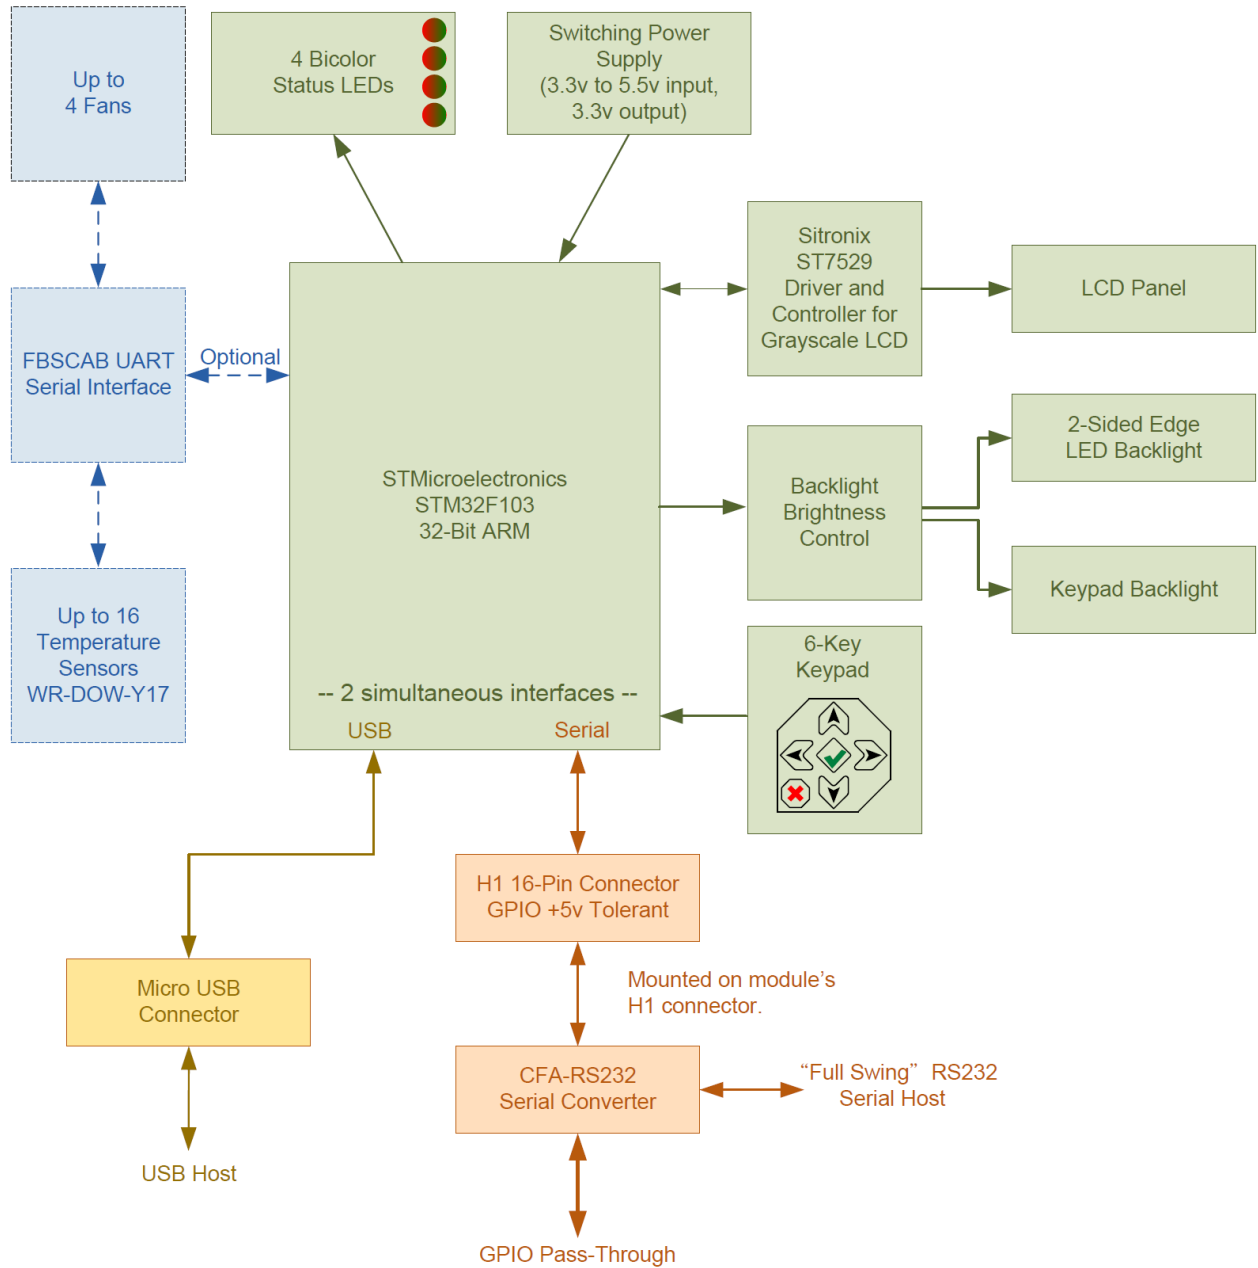 Up to
4 Fans
4 Bicolor
Status LEDs
Switching Power
Supply
(3.3v to 5.5v input,
3.3v output)
Sitronix
ST7529
Driver and
Controller for
Grayscale LCD
LCD Panel
FBSCAB UART
Serial Interface
Optional
STMicroelectronics
STM32F103
32-Bit ARM
2-Sided Edge
LED Backlight
Backlight
Brightness
Control
Keypad Backlight
Up to 16
Temperature
Sensors
WR-DOW-Y17
6-Key
Keypad
-- 2 simultaneous interfaces --
USB
Serial
H1 16-Pin Connector
GPIO +5v Tolerant
Micro USB
Connector
Mounted on module's
H1 connector.
CFA-RS232
Serial Converter
“Full Swing” RS232
Serial Host
USB Host
GPIO Pass-Through